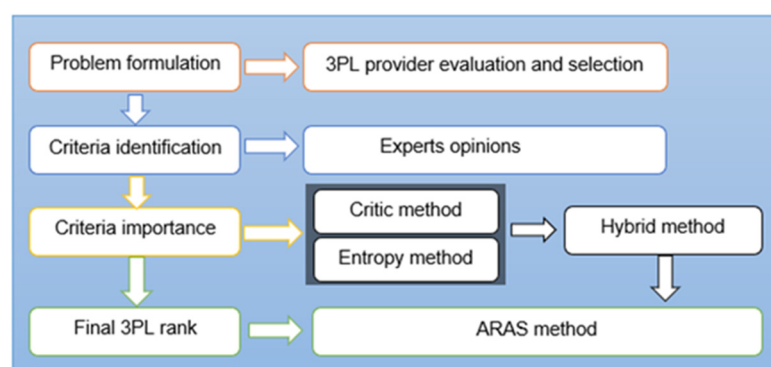 Problem formulation
3PL provider evaluation and selection
Criteria identification
Experts opinions
Criteria importance
Critic method
Entropy method
Hybrid method
Final 3PL rank
ARAS method